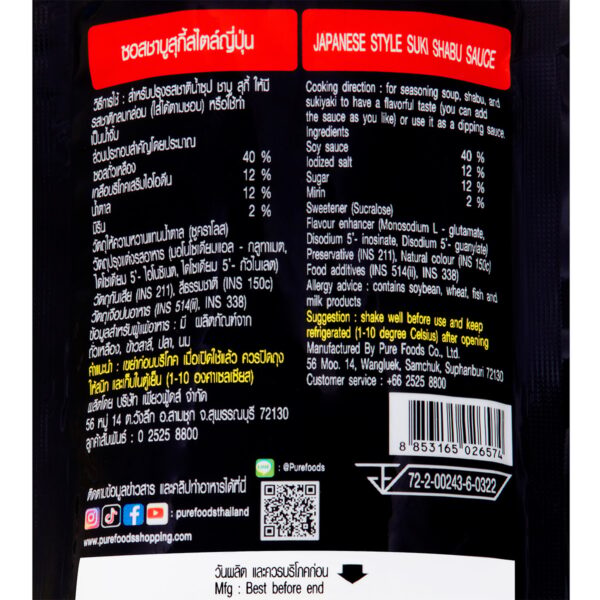 ซอสชาบูสุกี้สไตล์ญี่ปุ่น
วิธีการใช้ : สำหรับปรุงรสชาติน้ำซุป ชาบู สุกี้ ให้มี
รสชาติกลมกล่อม (ใส่ได้ตามชอบ) หรือใช้ทำ
เป็นน้ำจิ้ม
ส่วนประกอบสำคัญโดยประมาณ
ซอสถั่วเหลือง 40 %
เกลือบริโภคเสริมไอโอดีน 12 %
น้ำตาล 12 %
มิริน 2 %
วัตถุให้ความหวานแทนน้ำตาล (ซูคราโลส)
วัตถุปรุงแต่งรสอาหาร (มอโนโซเดียมแอล - กลูทาเมต,
ไดโซเดียม 5'- ไอโนซิเนต, ไดโซเดียม 5'- กัวไนเลต)
วัตถุกันเสีย (INS 211), สีธรรมชาติ (INS 150c)
วัตถุเจือปนอาหาร (INS 514(ii), INS 338)
ข้อมูลสำหรับผู้แพ้อาหาร : มี ผลิตภัณฑ์จาก
ถั่วเหลือง, ข้าวสาลี, ปลา, นม
คำแนะนำ : เขย่าก่อนบริโภค เมื่อเปิดใช้แล้ว ควรปิดถุง
ให้สนิท และเก็บในตู้เย็น (1-10 องศาเซลเซียส)
ผลิตโดย บริษัท เพียวฟู้ดส์ จำกัด
56 หมู่ 14 ต.วังลึก อ.สามชุก จ.สุพรรณบุรี 72130
ลูกค้าสัมพันธ์ : 0 2525 8800
JAPANESE STYLE SUKI SHABU SAUCE
Cooking direction : for seasoning soup, shabu, and
sukiyaki to have a flavorful taste (you can add
the sauce as you like) or use it as a dipping sauce.
Ingredients
Soy sauce 40 %
Iodized salt 12 %
Sugar 12 %
Mirin 2 %
Sweetener (Sucralose)
Flavour enhancer (Monosodium L - glutamate,
Disodium 5'- inosinate, Disodium 5'- guanylate)
Preservative (INS 211), Natural colour (INS 150c)
Food additives (INS 514(ii), INS 338)
Allergy advice : contains soybean, wheat, fish and
milk products
Suggestion : shake well before use and keep
refrigerated (1-10 degree Celsius) after opening
Manufactured By Pure Foods Co., Ltd.
56 Moo. 14, Wangluek, Samchuk, Suphanburi 72130
Customer service : +66 2525 8800
8 853165 026574
72-2-00243-6-0322
LINE @Purefoods
ติดตามข้อมูลข่าวสาร และคลิปทำอาหารได้ที่นี่
: purefoodsthailand
www.purefoodsshopping.com
วันผลิต และควรบริโภคก่อน
Mfg : Best before end